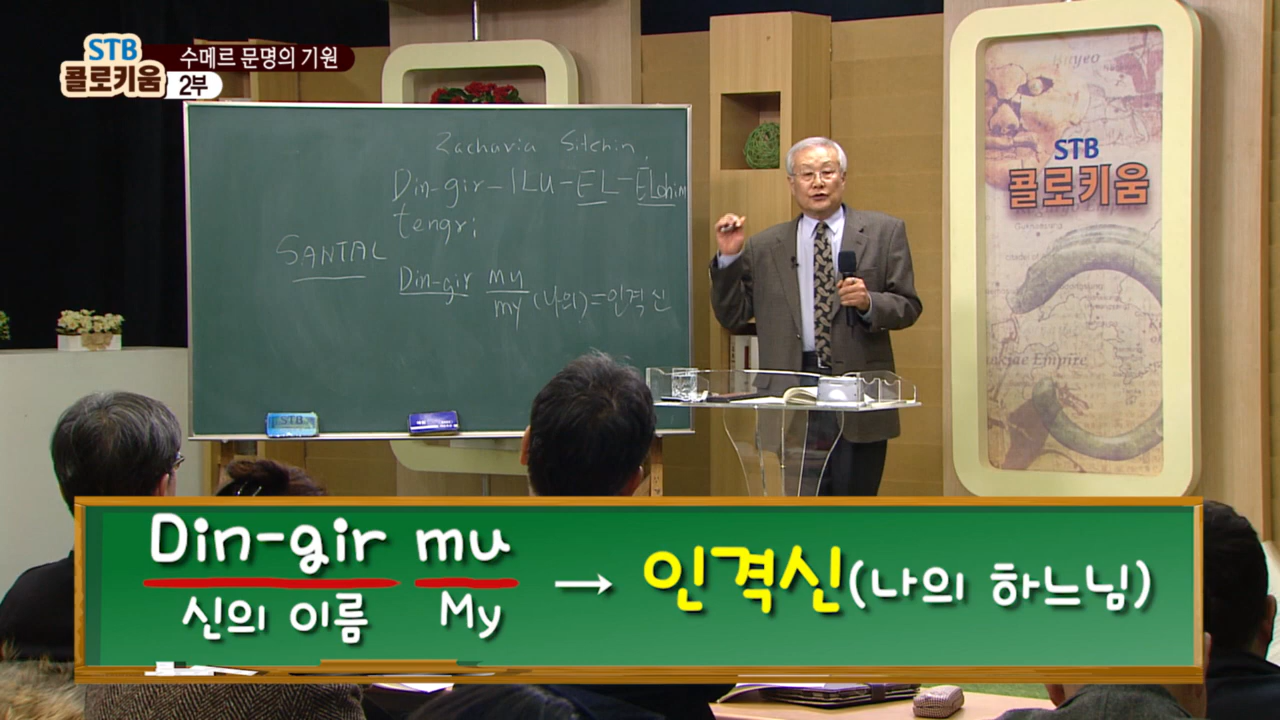 STB
콜로키움
수메르 문명의 기원
2부
Zacharia Sitchin,
Din-gir-ILU-EL-ELohim
tengri
SANTAL
Din-gir mu
my (나의)=인격신
STB
STB
콜로키움
Din-gir mu → 인격신(나의 하느님)
신의 이름 My